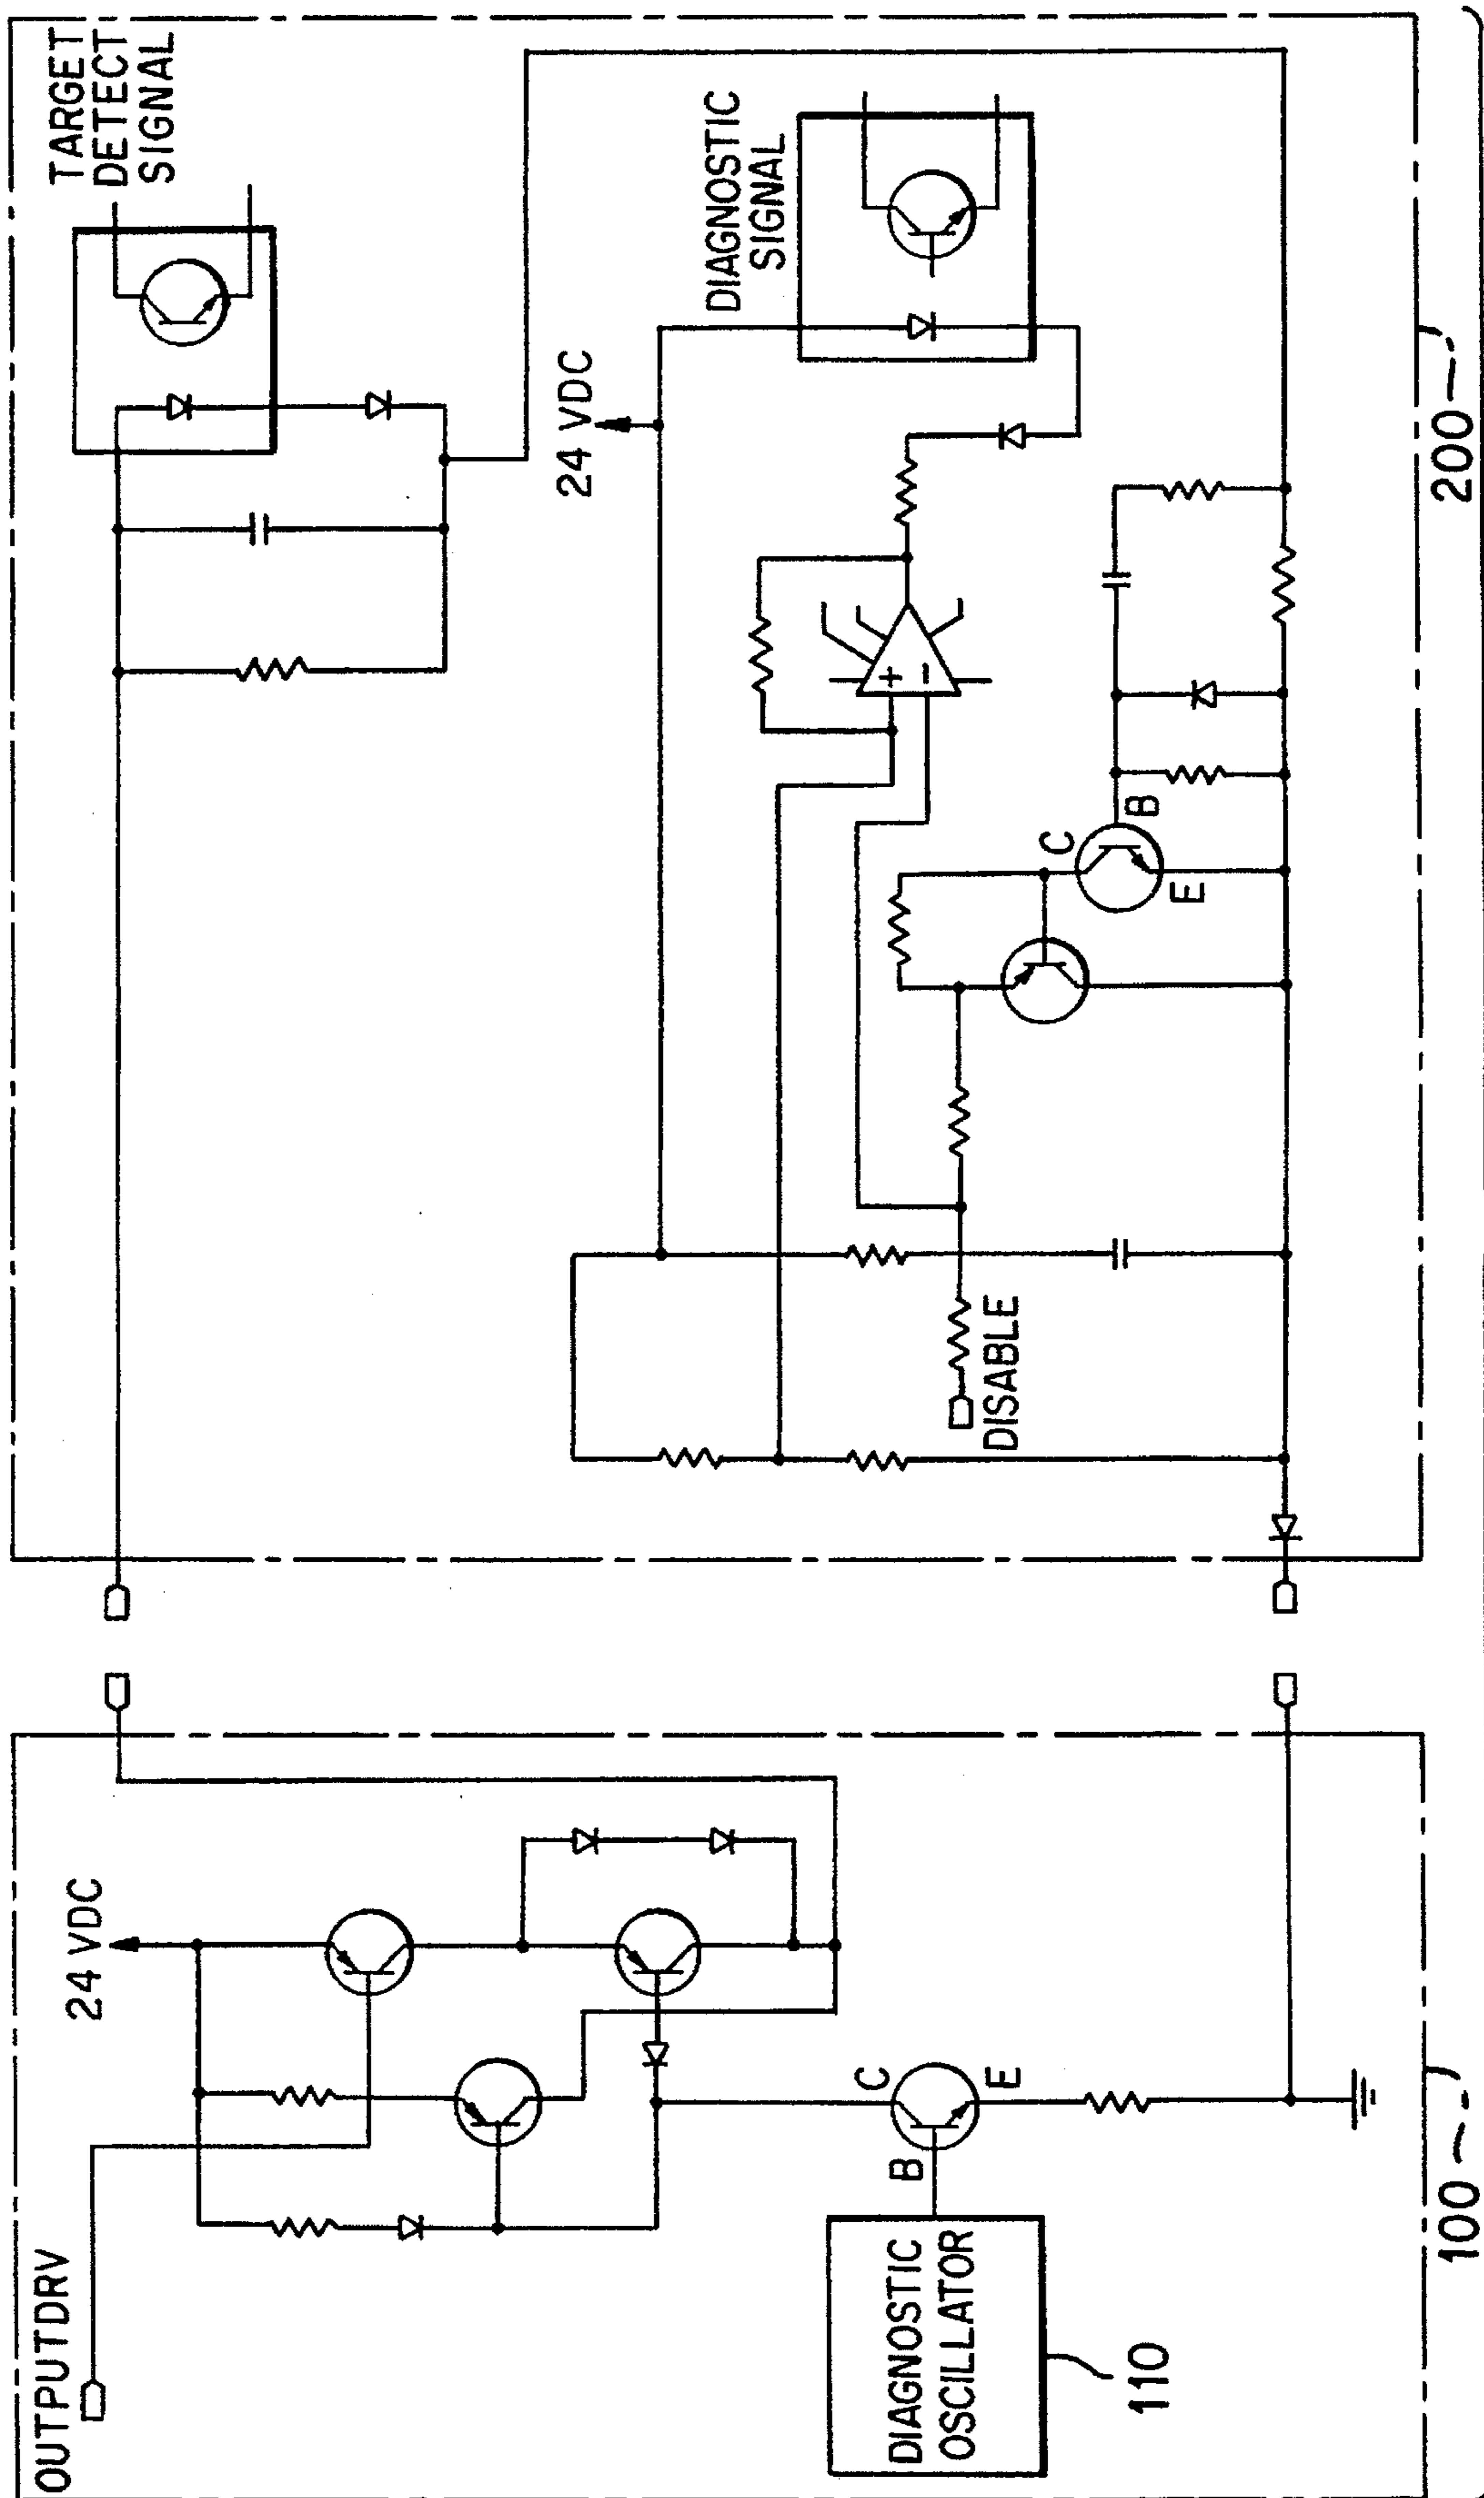 OUTPUTDRV
24 VDC
C
B
E
DIAGNOSTIC
OSCILLATOR
110
100
TARGET
DETECT
SIGNAL
24 VDC
DIAGNOSTIC
SIGNAL
+
-
C
B
E
DISABLE
200